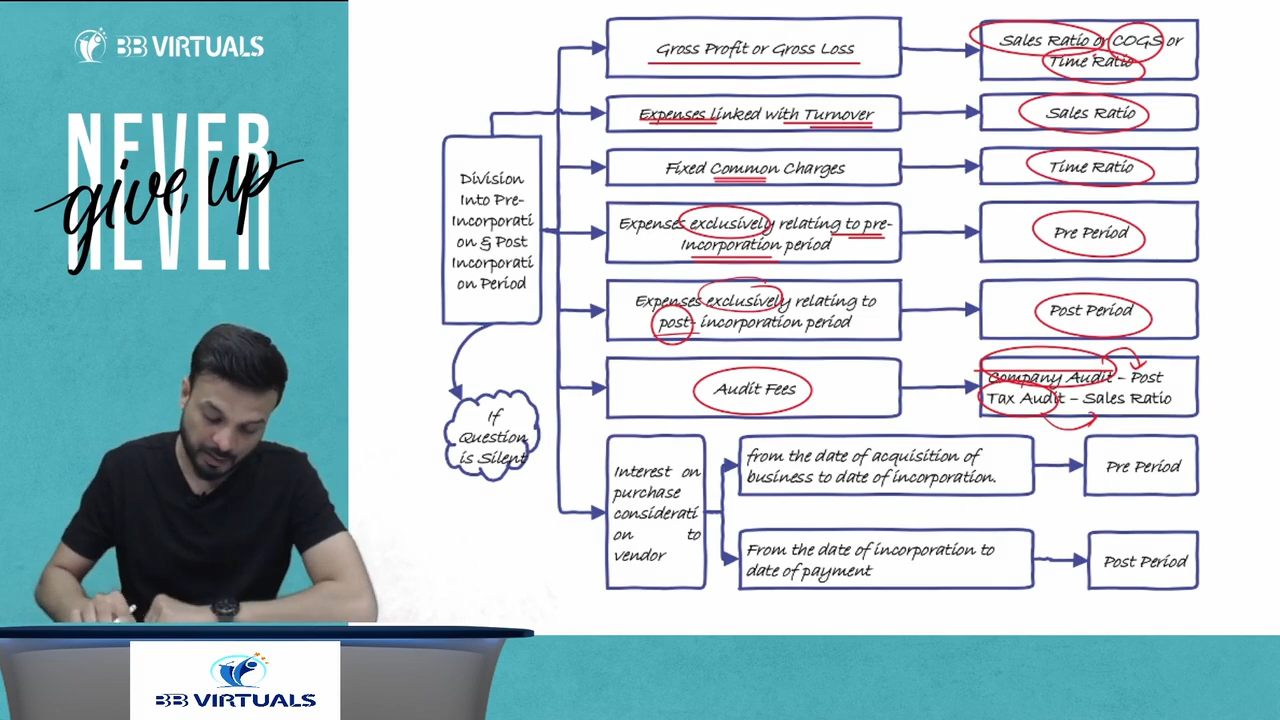 BB VIRTUALS
NEVER
give up
NEVER
Division
Into Pre-
Incorporati
on & Post
Incorporati
on Period
If
Question
is Silent
Gross Profit or Gross Loss
Sales Ratio or COGS or
Time Ratio
Expenses linked with Turnover
Sales Ratio
Fixed Common Charges
Time Ratio
Expenses exclusively relating to pre-
incorporation period
Pre Period
Expenses exclusively relating to
post- incorporation period
Post Period
Audit Fees
Company Audit – Post
Tax Audit – Sales Ratio
Interest on
purchase
considerati
on to
vendor
from the date of acquisition of
business to date of incorporation.
Pre Period
From the date of incorporation to
date of payment
Post Period
BB VIRTUALS